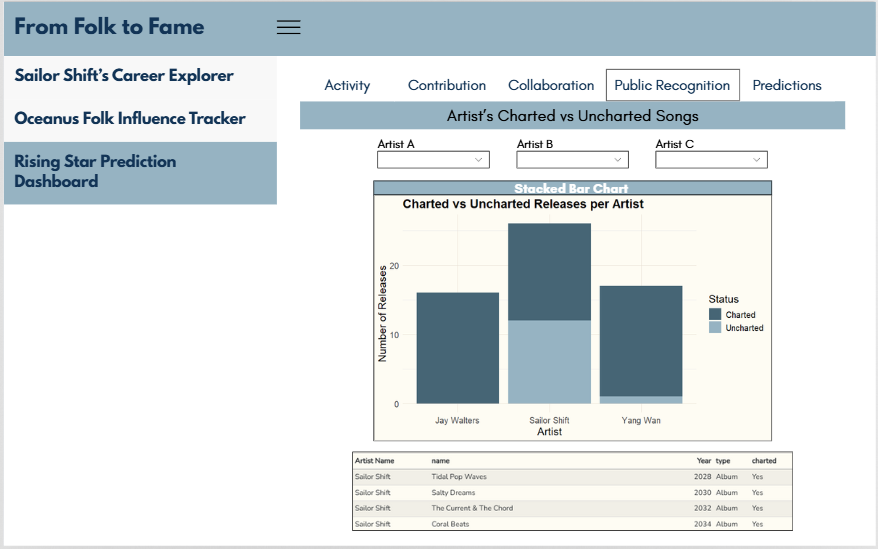 From Folk to Fame
Sailor Shift's Career Explorer
Oceanus Folk Influence Tracker
Rising Star Prediction
Dashboard
Activity Contribution Collaboration Public Recognition Predictions
Artist's Charted vs Uncharted Songs
Artist A Artist B Artist C
Stacked Bar Chart
Charted vs Uncharted Releases per Artist
Number of Releases
20
10
0
Status
Charted
Uncharted
Jay Walters Sailor Shift Yang Wan
Artist
Artist Name name Year type charted
Sailor Shift Tidal Pop Waves 2028 Album Yes
Sailor Shift Salty Dreams 2030 Album Yes
Sailor Shift The Current & The Chord 2032 Album Yes
Sailor Shift Coral Beats 2034 Album Yes